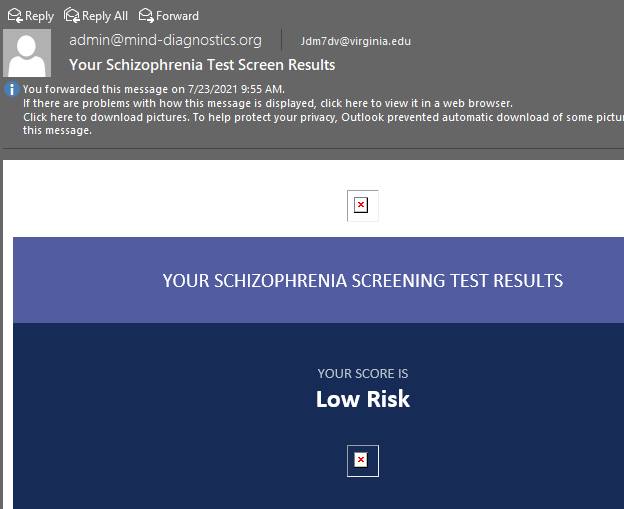 Reply Reply All Forward
admin@mind-diagnostics.org Jdm7dv@virginia.edu
Your Schizophrenia Test Screen Results
You forwarded this message on 7/23/2021 9:55 AM.
If there are problems with how this message is displayed, click here to view it in a web browser.
Click here to download pictures. To help protect your privacy, Outlook prevented automatic download of some pictur
this message.
YOUR SCHIZOPHRENIA SCREENING TEST RESULTS
YOUR SCORE IS
Low Risk